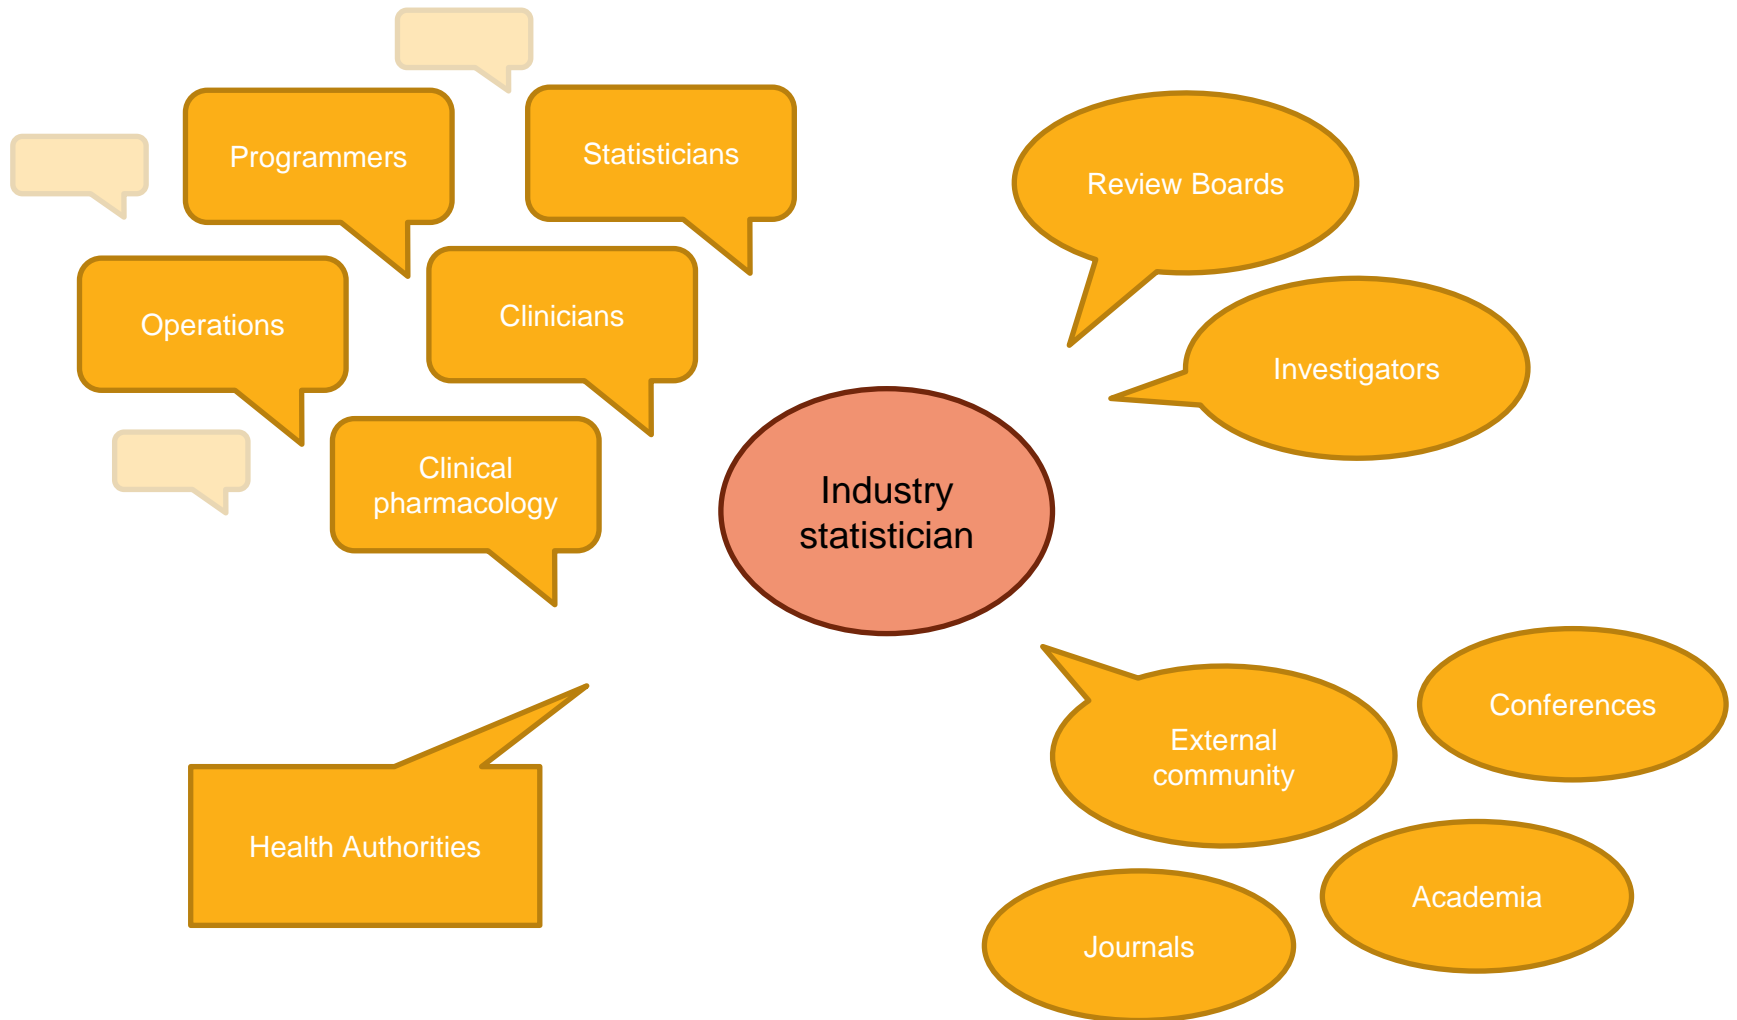 Programmers
Statisticians
Review Boards
Operations
Clinicians
Investigators
Clinical
pharmacology
Industry
statistician
Health Authorities
External
community
Conferences
Academia
Journals